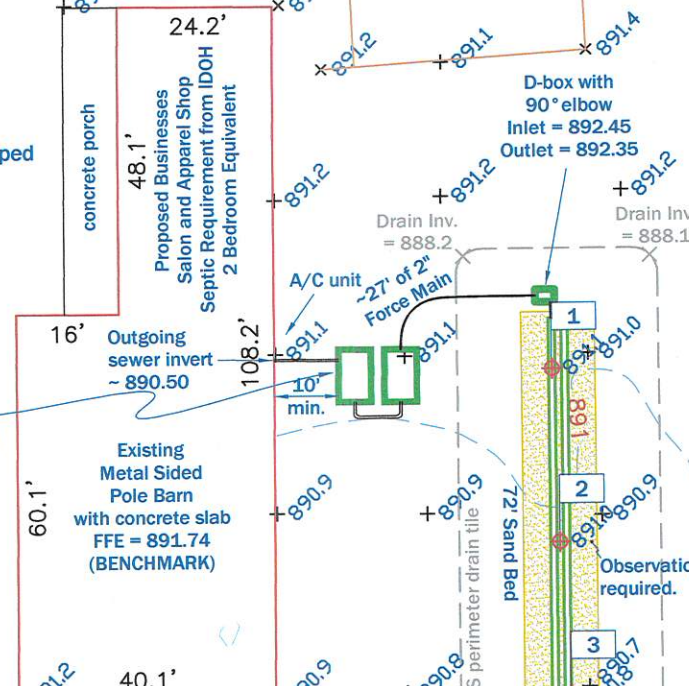 24.2'
891.2
891.1
891.4
D-box with
90° elbow
Inlet = 892.45
Outlet = 892.35
ped
concrete porch
48.1'
Proposed Businesses
Salon and Apparel Shop
Septic Requirement from IDOH
2 Bedroom Equivalent
891.2
891.2
891.2
Drain Inv.
= 888.2
Drain Inv
= 888.1
A/C unit
~27' of 2"
Force Main
16'
Outgoing
sewer invert
~ 890.50
108.2'
891.1
891.1
1
891.1
891.0
10'
min.
891
Existing
Metal Sided
Pole Barn
with concrete slab
FFE = 891.74
(BENCHMARK)
60.1'
890.9
890.9
72' Sand Bed
2
890.9
S perimeter drain tile
Observatio
required.
3
40.1'
890.9
890.8
890.7